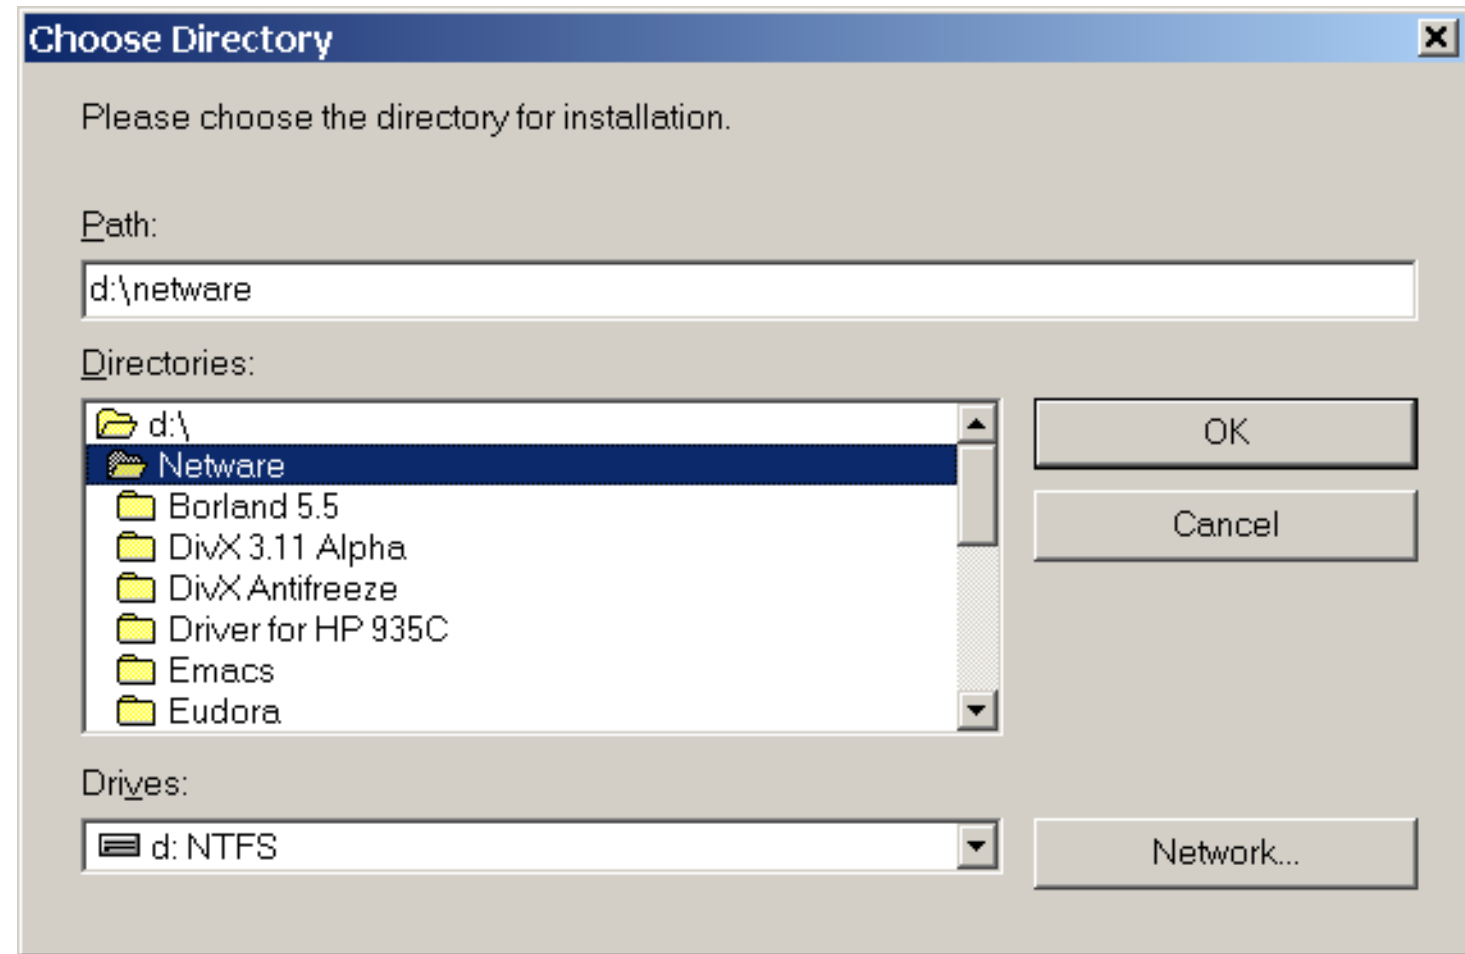 Choose Directory
Please choose the directory for installation.
Path:
d:\netware
Directories:
d:\
Netware
Borland 5.5
DivX 3.11 Alpha
DivX Antifreeze
Driver for HP 935C
Emacs
Eudora
OK
Cancel
Drives:
d: NTFS
Network...